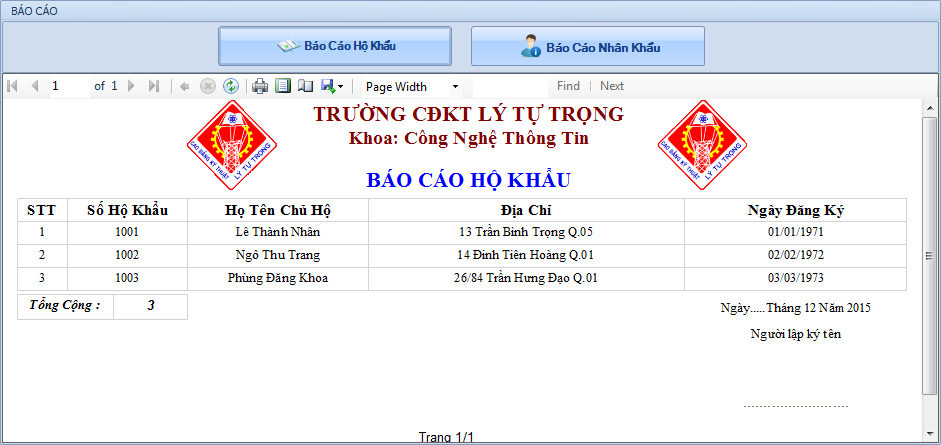 BÁO CÁO
Báo Cáo Hộ Khẩu
Báo Cáo Nhân Khẩu
1 of 1 Page Width Find | Next
TRƯỜNG CĐKT LÝ TỰ TRỌNG
Khoa: Công Nghệ Thông Tin
CAO ĐẲNG KỸ THUẬT LÝ TỰ TRỌNG
CAO ĐẲNG KỸ THUẬT LÝ TỰ TRỌNG
BÁO CÁO HỘ KHẨU
STT Số Hộ Khẩu Họ Tên Chủ Hộ Địa Chỉ Ngày Đăng Ký
1 1001 Lê Thành Nhân 13 Trần Bình Trọng Q.05 01/01/1971
2 1002 Ngô Thu Trang 14 Đinh Tiên Hoàng Q.01 02/02/1972
3 1003 Phùng Đăng Khoa 26/84 Trần Hưng Đạo Q.01 03/03/1973
Tổng Cộng : 3
Ngày.....Tháng 12 Năm 2015
Người lập ký tên
Trang 1/1